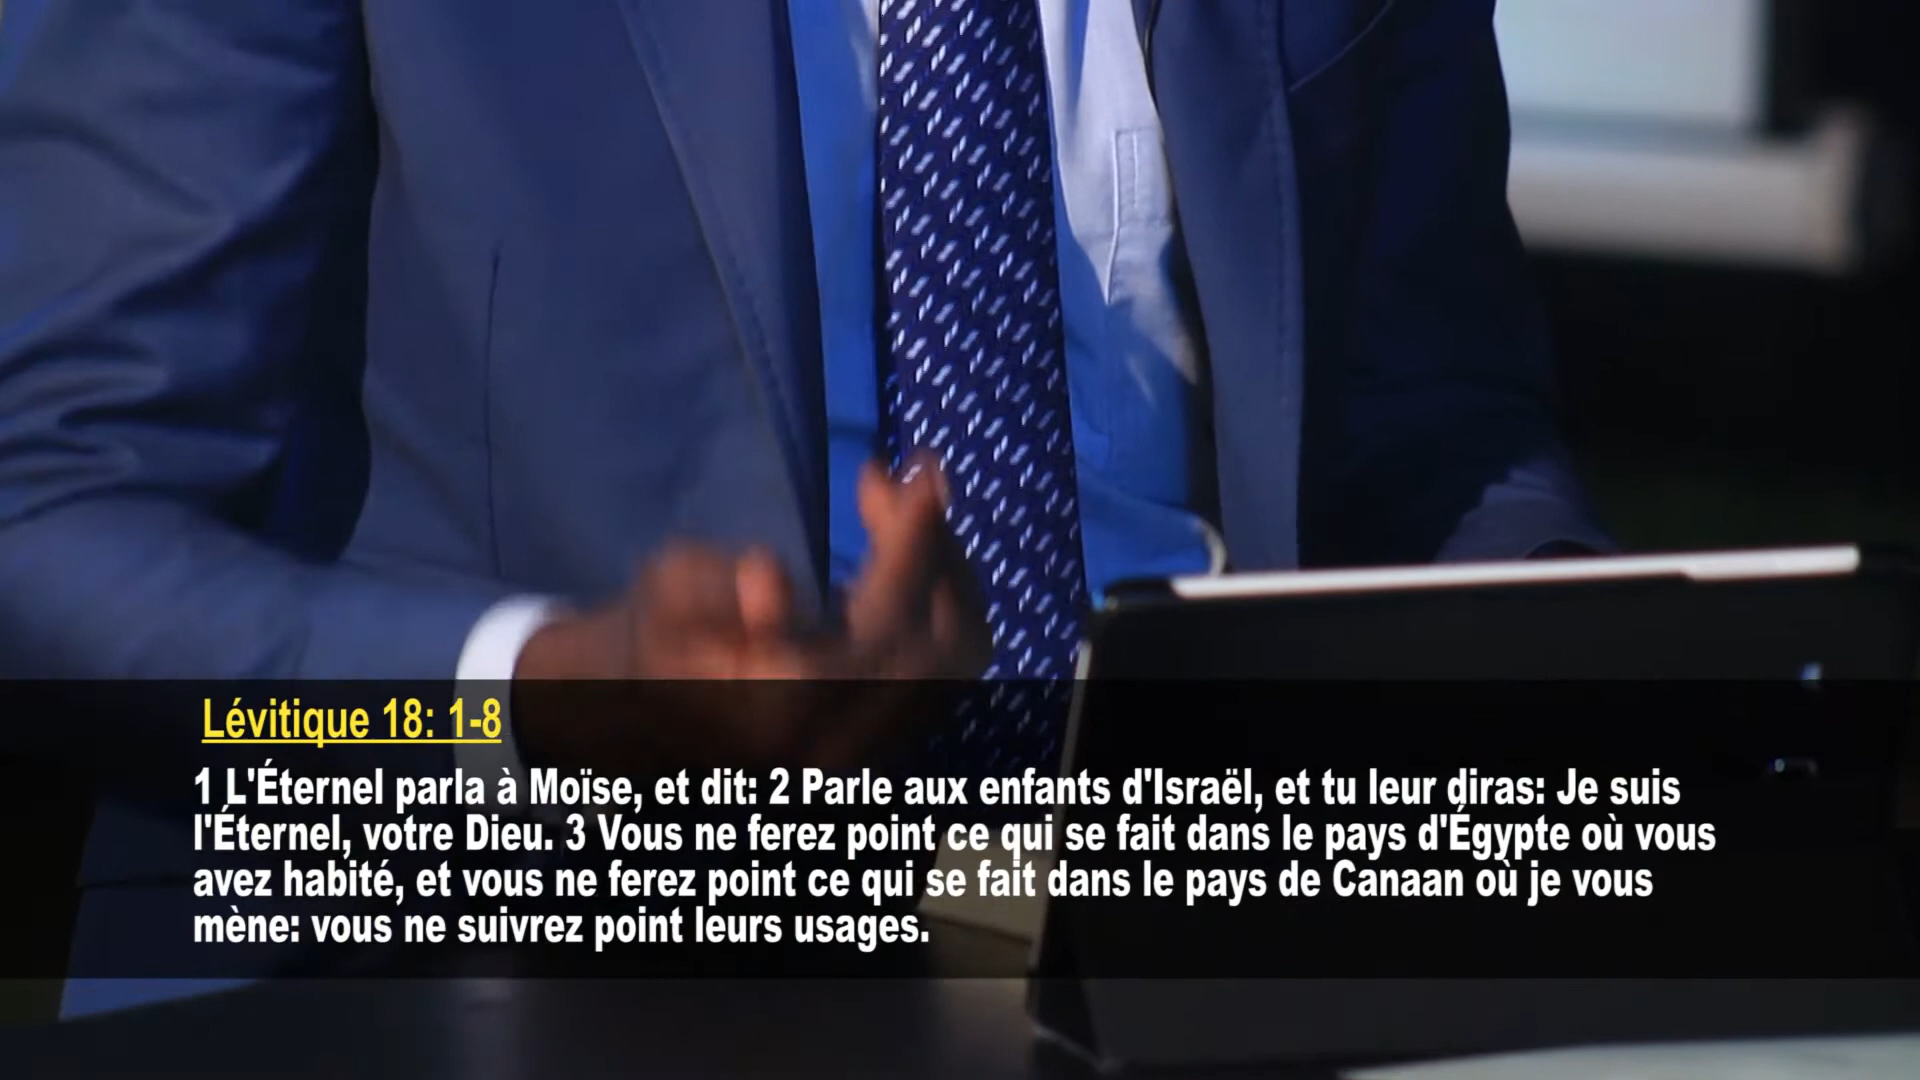 Lévitique 18: 1-8
1 L'Éternel parla à Moïse, et dit: 2 Parle aux enfants d'Israël, et tu leur diras: Je suis
l'Éternel, votre Dieu. 3 Vous ne ferez point ce qui se fait dans le pays d'Égypte où vous
avez habité, et vous ne ferez point ce qui se fait dans le pays de Canaan où je vous
mène: vous ne suivrez point leurs usages.